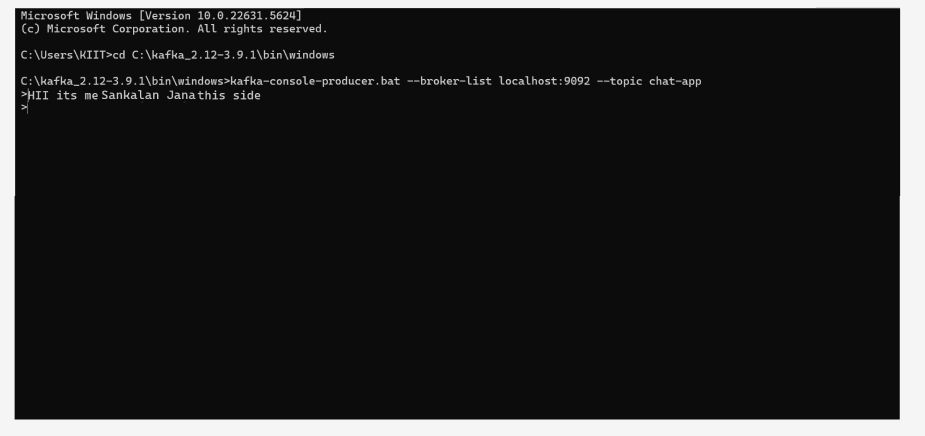 Microsoft Windows [Version 10.0.22631.5624]
(c) Microsoft Corporation. All rights reserved.
C:\Users\KIIT>cd C:\kafka_2.12-3.9.1\bin\windows
C:\kafka_2.12-3.9.1\bin\windows>kafka-console-producer.bat --broker-list localhost:9092 --topic chat-app
>HII its me Sankalan Jana this side
>